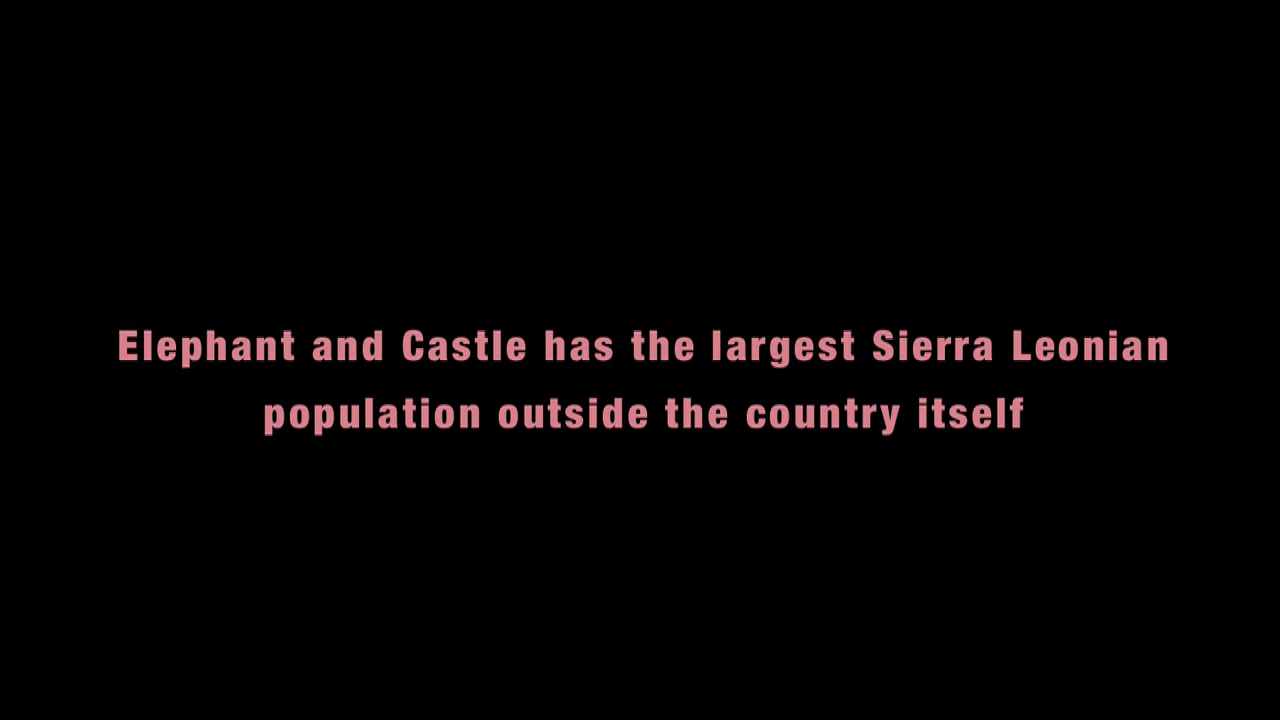 Elephant and Castle has the largest Sierra Leonian
population outside the country itself